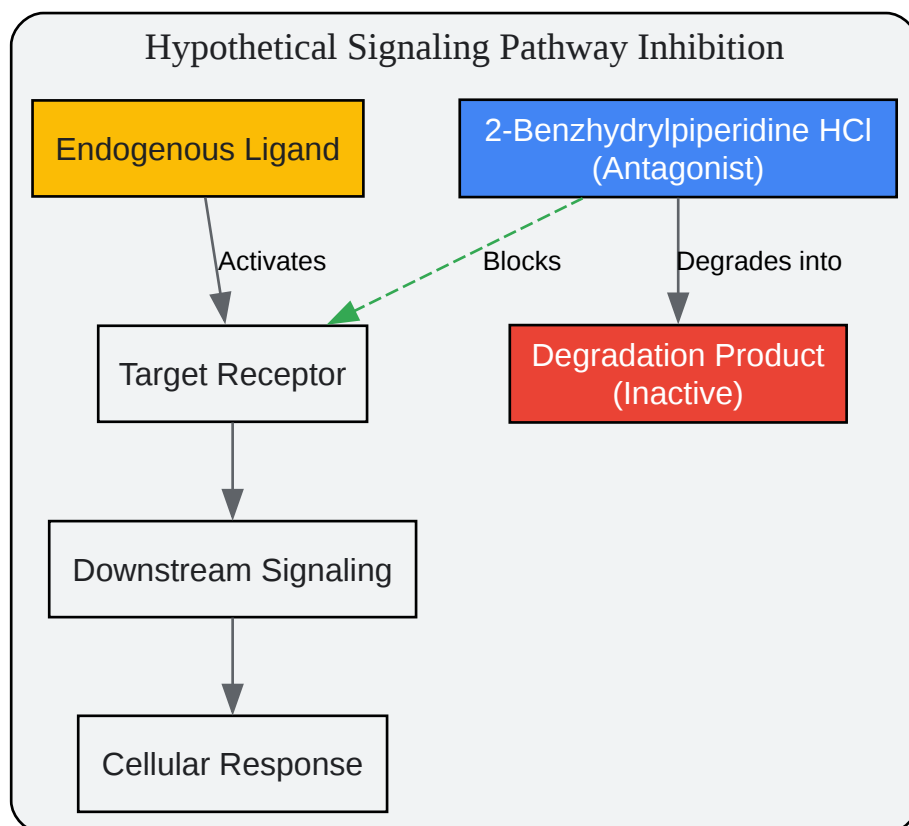 Hypothetical Signaling Pathway Inhibition
Endogenous Ligand
2-Benzhydrylpiperidine HCl
(Antagonist)
Activates
Blocks
Degrades into
Target Receptor
Degradation Product
(Inactive)
Downstream Signaling
Cellular Response